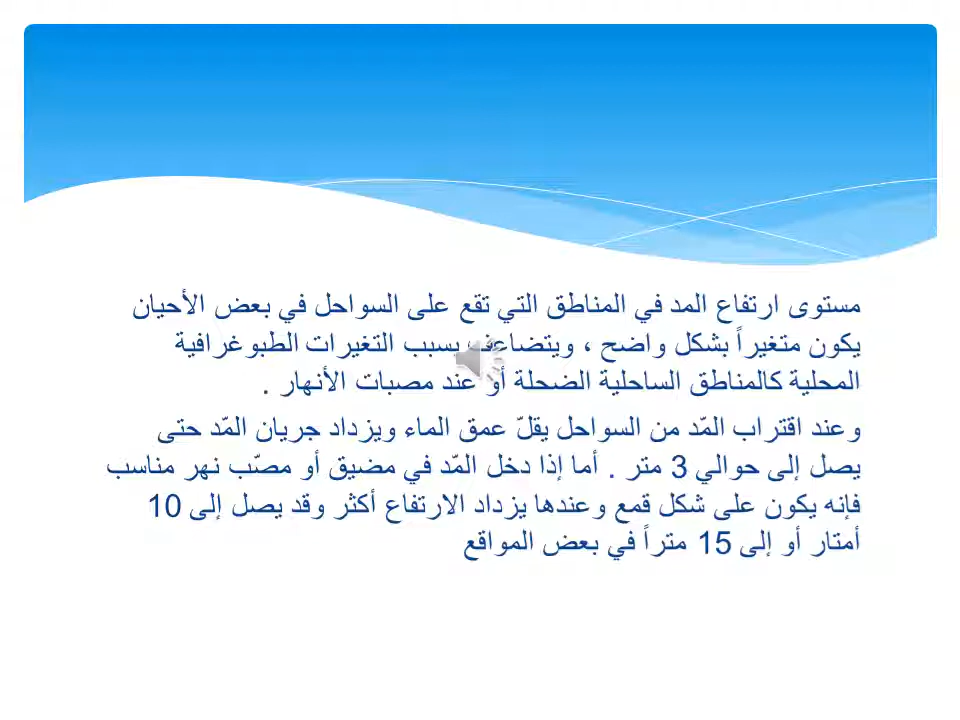 مستوى ارتفاع المد في المناطق التي تقع على السواحل في بعض الأحيان
يكون متغيراً بشكل واضح ، ويتضاعف بسبب التغيرات الطبوغرافية
المحلية كالمناطق الساحلية الضحلة أو عند مصبات الأنهار .
وعند اقتراب المّد من السواحل يقلّ عمق الماء ويزداد جريان المّد حتى
يصل إلى حوالي 3 متر . أما إذا دخل المّد في مضيق أو مصّب نهر مناسب
فإنه يكون على شكل قمع وعندها يزداد الارتفاع أكثر وقد يصل إلى 10
أمتار أو إلى 15 متراً في بعض المواقع